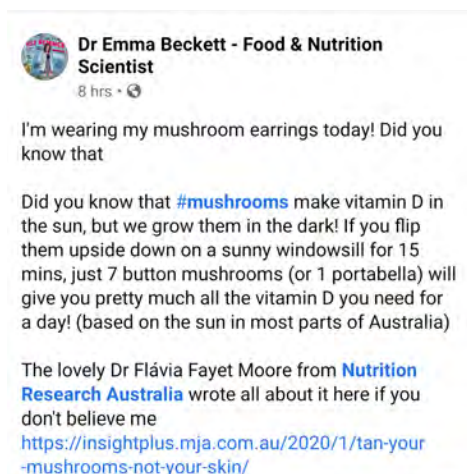 Dr Emma Beckett - Food & Nutrition
Scientist
8 hrs •
I'm wearing my mushroom earrings today! Did you
know that
Did you know that #mushrooms make vitamin D in
the sun, but we grow them in the dark! If you flip
them upside down on a sunny windowsill for 15
mins, just 7 button mushrooms (or 1 portabella) will
give you pretty much all the vitamin D you need for
a day! (based on the sun in most parts of Australia)
The lovely Dr Flávia Fayet Moore from Nutrition
Research Australia wrote all about it here if you
don't believe me
https://insightplus.mja.com.au/2020/1/tan-your
-mushrooms-not-your-skin/